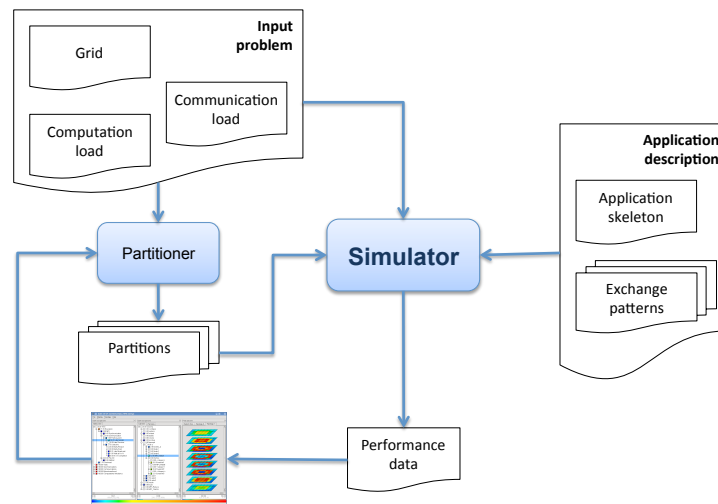 Input
problem
Grid
Communication
load
Computation
load
Application
description
Application
skeleton
Partitioner
Simulator
Exchange
patterns
Partitions
Performance
data